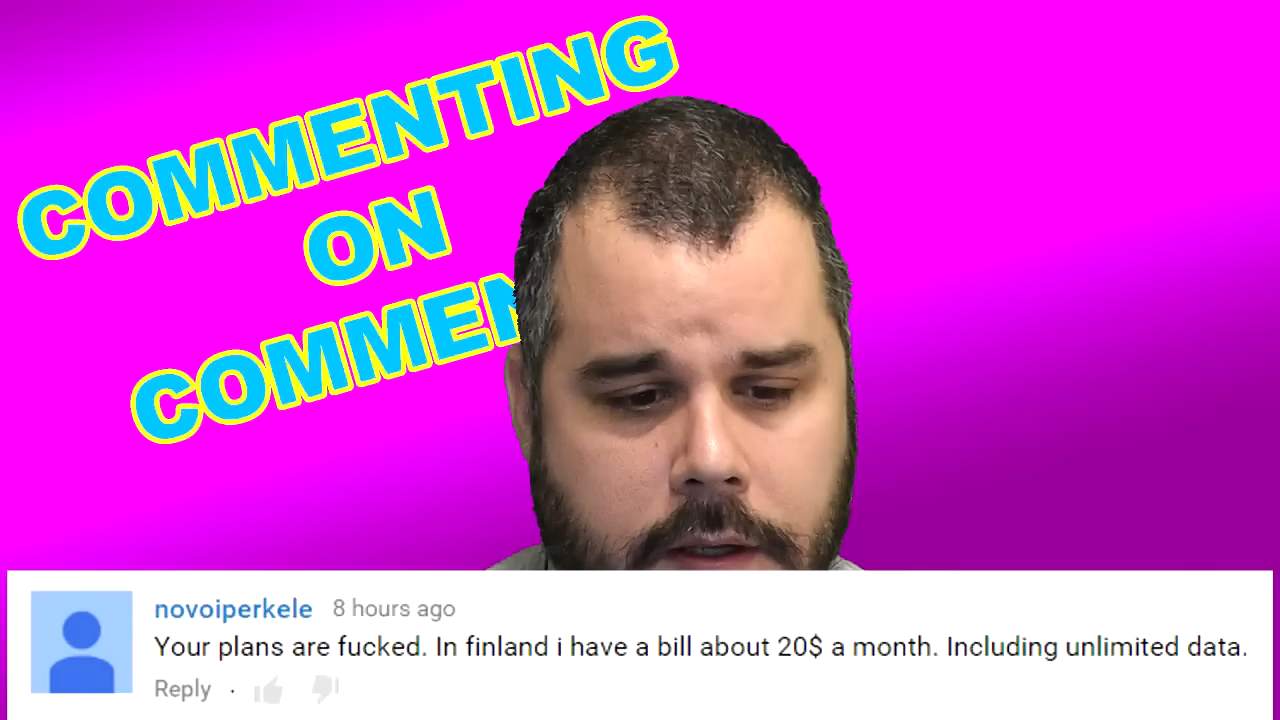 COMMENTING
ON
COMMEN
novoiperkele 8 hours ago
Your plans are fucked. In finland i have a bill about 20$ a month. Including unlimited data.
Reply ·